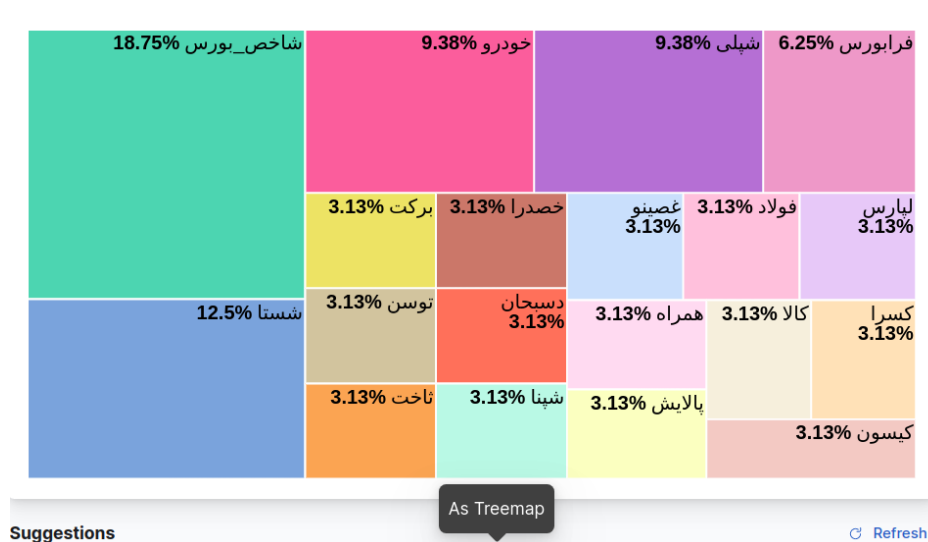 شاخص_بورس 18.75%
خودرو 9.38%
شپلی 9.38%
فرابورس 6.25%
برکت 3.13%
خصدرا 3.13%
غصینو
3.13%
فولاد 3.13%
لپارس
3.13%
توسن 3.13%
دسبحان
3.13%
شستا 12.5%
همراه 3.13%
کالا 3.13%
کسرا
3.13%
ثاخت 3.13%
شپنا 3.13%
پالایش 3.13%
کیسون 3.13%
As Treemap
Suggestions
Refresh